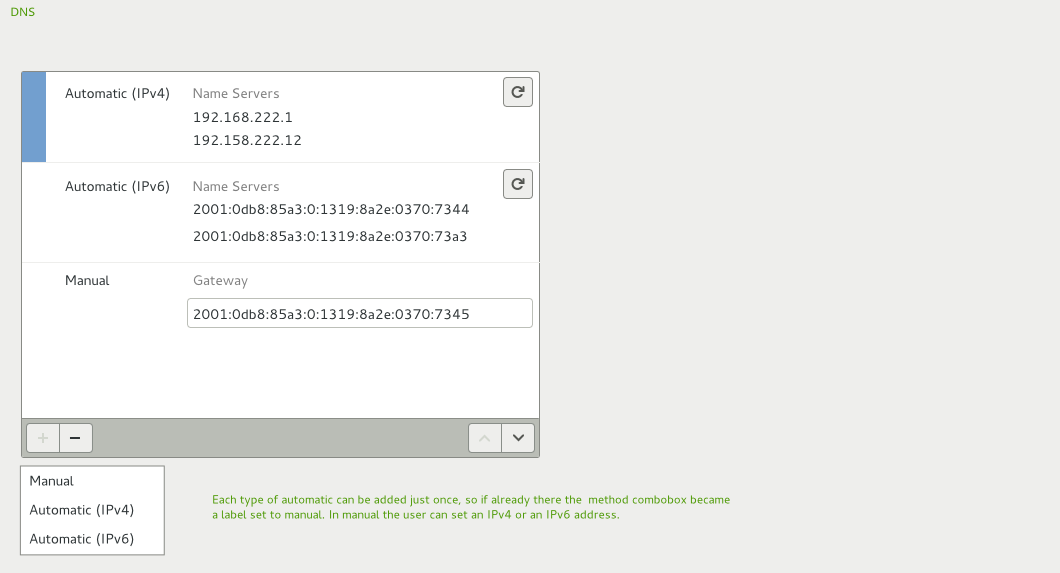 DNS
Automatic (IPv4) Name Servers
192.168.222.1
192.158.222.12
Automatic (IPv6) Name Servers
2001:0db8:85a3:0:1319:8a2e:0370:7344
2001:0db8:85a3:0:1319:8a2e:0370:73a3
Manual Gateway
2001:0db8:85a3:0:1319:8a2e:0370:7345
Manual
Automatic (IPv4)
Automatic (IPv6)
Each type of automatic can be added just once, so if already there the method combobox became
a label set to manual. In manual the user can set an IPv4 or an IPv6 address.